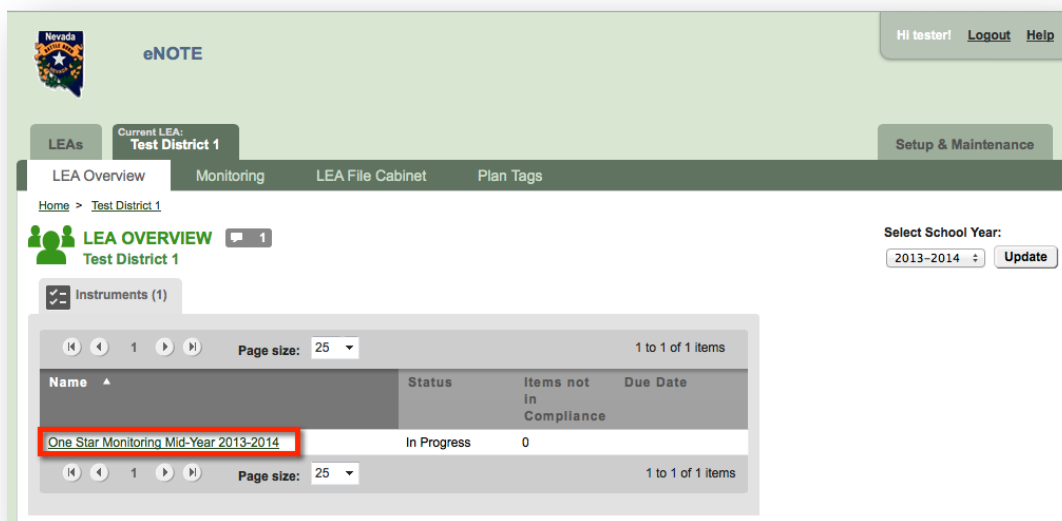 Nevada
BATTLE BORN
eNOTE
Hi tester! Logout Help
LEAs
Current LEA:
Test District 1
Setup & Maintenance
LEA Overview Monitoring LEA File Cabinet Plan Tags
Home > Test District 1
LEA OVERVIEW 1
Test District 1
Select School Year:
2013-2014 Update
Instruments (1)
1 Page size: 25 1 to 1 of 1 items
Name Status Items not in Compliance Due Date
One Star Monitoring Mid-Year 2013-2014 In Progress 0
1 Page size: 25 1 to 1 of 1 items